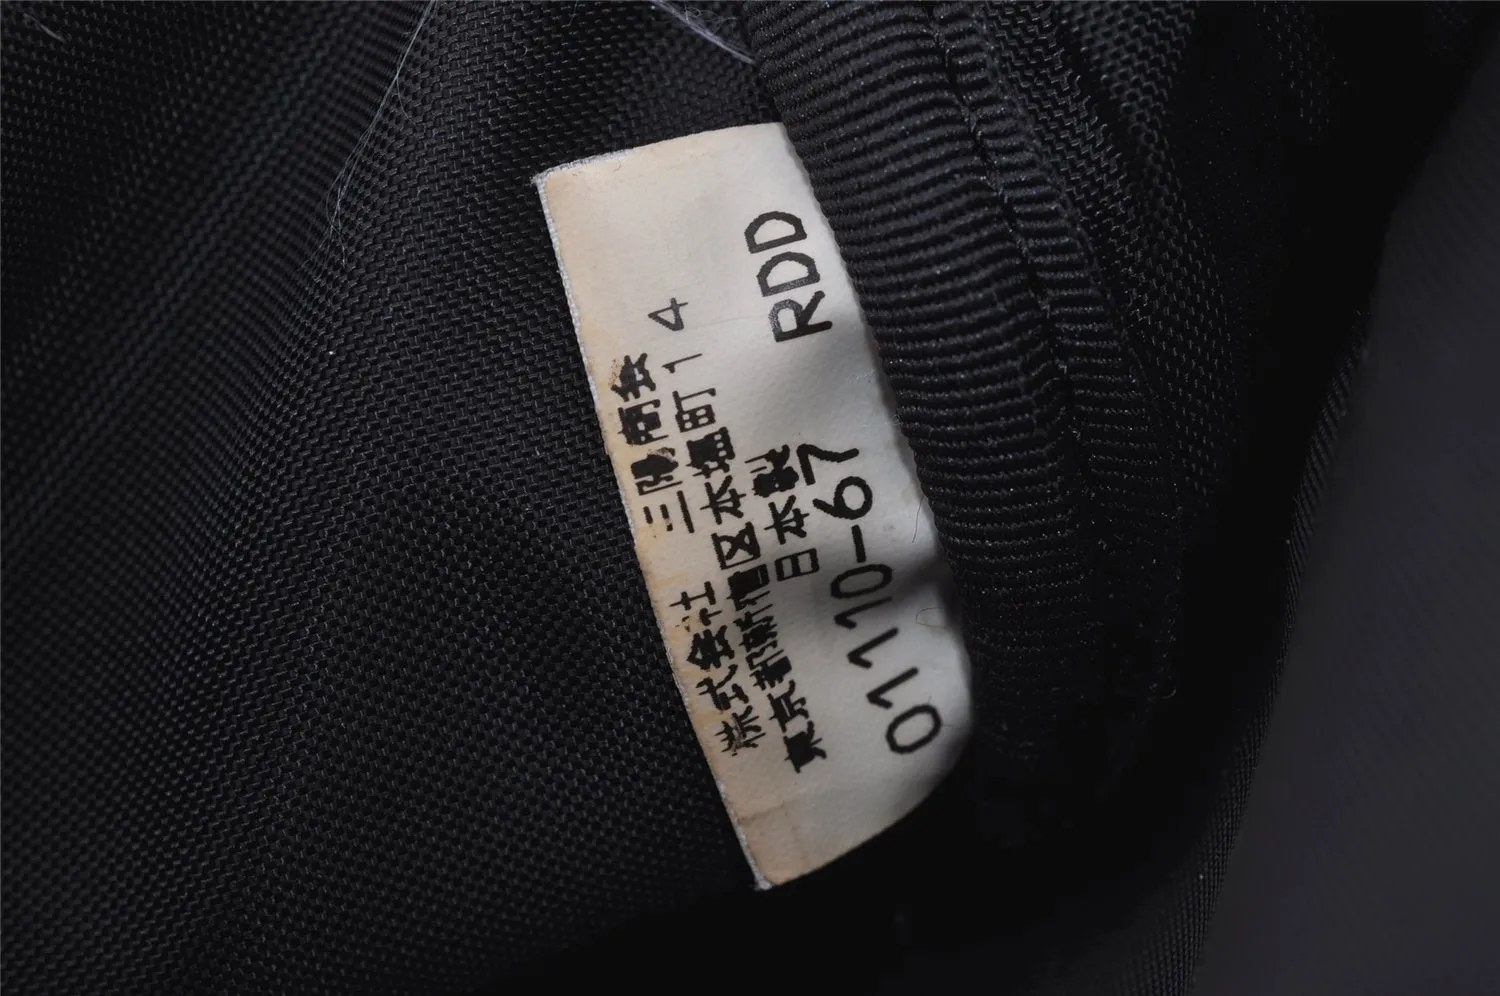 株式会社 三陽商会
東京都新宿区本塩町14
日本製
01110-67 RDD